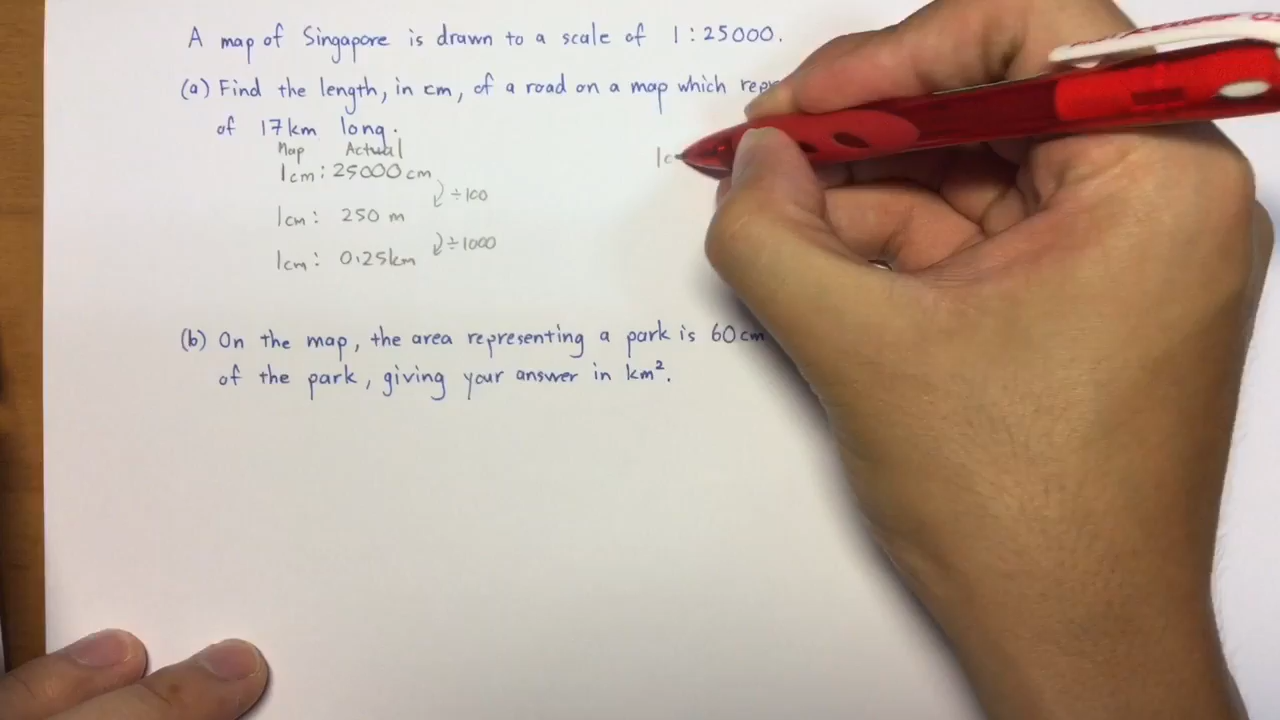 A map of Singapore is drawn to a scale of 1 : 25000.
(a) Find the length, in cm, of a road on a map which
of 17km long.
Map Actual
1cm : 25000 cm
÷100
1cm : 250 m
÷1000
1cm : 0.25km
1c
(b) On the map, the area representing a park is 60cm
of the park, giving your answer in km².